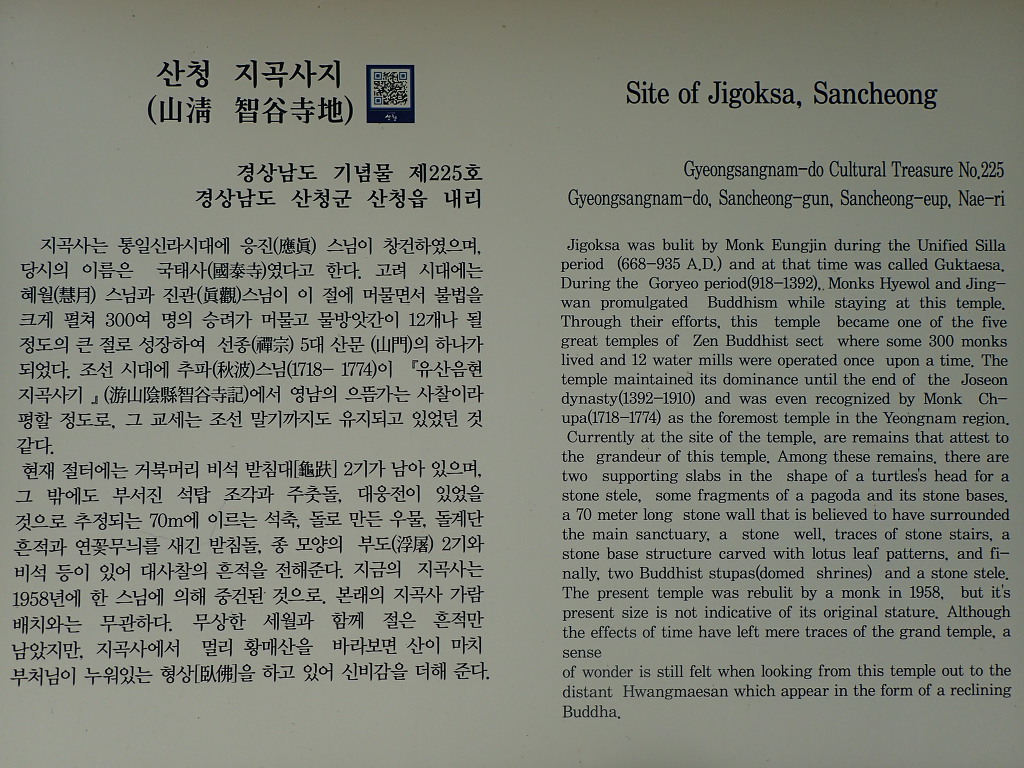 산청 지곡사지
(山淸 智谷寺地)
경상남도 기념물 제225호
경상남도 산청군 산청읍 내리
지곡사는 통일신라시대에 응진(應眞) 스님이 창건하였으며,
당시의 이름은 국태사(國泰寺)였다고 한다. 고려 시대에는
혜월(慧月) 스님과 진관(眞觀)스님이 이 절에 머물면서 불법을
크게 펼쳐 300여 명의 승려가 머물고 물방앗간이 12개나 될
정도의 큰 절로 성장하여 선종(禪宗) 5대 산문 (山門)의 하나가
되었다. 조선 시대에 추파(秋波)스님(1718- 1774)이 『유산음현
지곡사기 』(游山陰縣智谷寺記)에서 영남의 으뜸가는 사찰이라
평할 정도로, 그 교세는 조선 말기까지도 유지되고 있었던 것
같다.
현재 절터에는 거북머리 비석 받침대[龜趺] 2기가 남아 있으며,
그 밖에도 부서진 석탑 조각과 주춧돌, 대웅전이 있었을
것으로 추정되는 70m에 이르는 석축, 돌로 만든 우물, 돌계단
흔적과 연꽃무늬를 새긴 받침돌, 종 모양의 부도(浮屠) 2기와
비석 등이 있어 대사찰의 흔적을 전해준다. 지금의 지곡사는
1958년에 한 스님에 의해 중건된 것으로, 본래의 지곡사 가람
배치와는 무관하다. 무상한 세월과 함께 절은 흔적만
남았지만, 지곡사에서 멀리 황매산을 바라보면 산이 마치
부처님이 누워있는 형상[臥佛]을 하고 있어 신비감을 더해 준다.
Site of Jigoksa, Sancheong
Gyeongsangnam-do Cultural Treasure No.225
Gyeongsangnam-do, Sancheong-gun, Sancheong-eup, Nae-ri
Jigoksa was bulit by Monk Eungjin during the Unified Silla
period (668-935 A.D.) and at that time was called Guktaesa.
During the Goryeo period(918-1392),. Monks Hyewol and Jing-
wan promulgated Buddhism while staying at this temple.
Through their efforts, this temple became one of the five
great temples of Zen Buddhist sect where some 300 monks
lived and 12 water mills were operated once upon a time. The
temple maintained its dominance until the end of the Joseon
dynasty(1392-1910) and was even recognized by Monk Ch-
upa(1718-1774) as the foremost temple in the Yeongnam region.
Currently at the site of the temple, are remains that attest to
the grandeur of this temple. Among these remains, there are
two supporting slabs in the shape of a turtles's head for a
stone stele, some fragments of a pagoda and its stone bases,
a 70 meter long stone wall that is believed to have surrounded
the main sanctuary, a stone well, traces of stone stairs, a
stone base structure carved with lotus leaf patterns, and fi-
nally, two Buddhist stupas(domed shrines) and a stone stele.
The present temple was rebulit by a monk in 1958, but it's
present size is not indicative of its original stature. Although
the effects of time have left mere traces of the grand temple, a
sense
of wonder is still felt when looking from this temple out to the
distant Hwangmaesan which appear in the form of a reclining
Buddha.